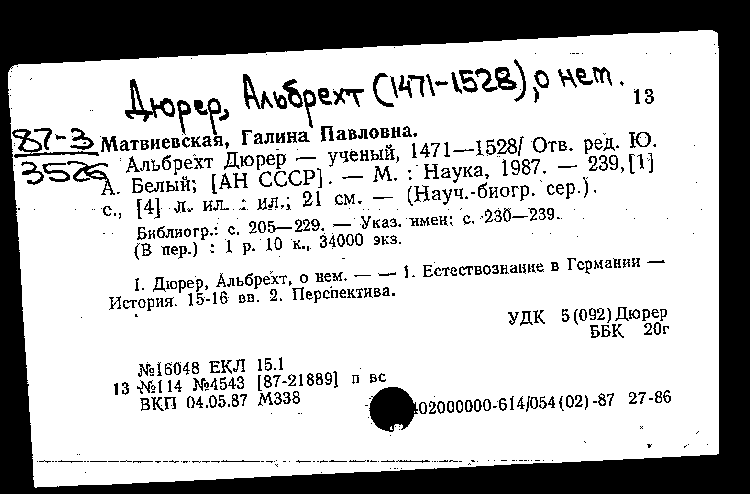 Дюрер, Альбрехт (1471-1528), о нем.
13
87-3
3526
Матвиевская, Галина Павловна.
Альбрехт Дюрер — ученый, 1471—1528/ Отв. ред. Ю.
А. Белый; [АН СССР]. — М. : Наука, 1987. — 239,[1]
с., [4] л. ил. : ил.; 21 см. — (Науч.-биогр. сер.).
Библиогр.: с. 205—229. — Указ. имен: с. 230—239.
(В пер.) : 1 р. 10 к., 34000 экз.
I. Дюрер, Альбрехт, о нем. — — 1. Естествознание в Германии —
История. 15-16 вв. 2. Перспектива.
УДК 5(092)Дюрер
ББК 20г
№16048 ЕКЛ 15.1
13 №114 №4543 [87-21889] п вс
ВКП 04.05.87 М338
02000000-614/054(02)-87 27-86